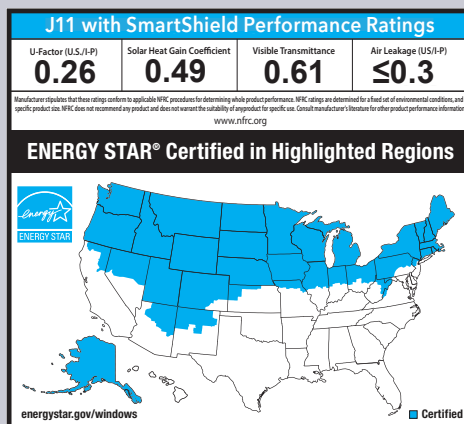 J11 with SmartShield Performance Ratings
U-Factor (U.S./I-P)
0.26
Solar Heat Gain Coefficient
0.49
Visible Transmittance
0.61
Air Leakage (US/I-P)
≤0.3
Manufacturer stipulates that these ratings conform to applicable NFRC procedures for determining whole product performance. NFRC ratings are determined for a fixed set of environmental conditions, and
specific product size. NFRC does not recommend any product and does not warrant the suitability of anyproduct for specific use. Consult manufacturer's literature for other product performance information
www.nfrc.org
ENERGY STAR® Certified in Highlighted Regions
energy
ENERGY STAR
energystar.gov/windows
Certified